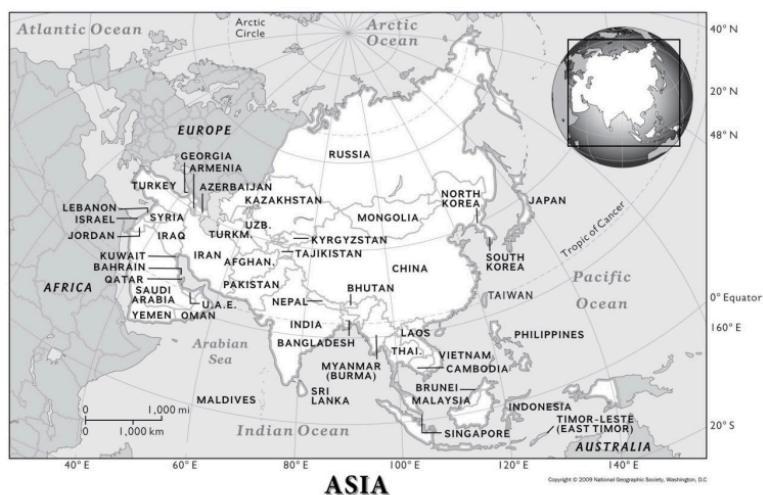 Atlantic Ocean
Arctic
Circle
Arctic
Ocean
40° N
20° N
48° N
EUROPE
GEORGIA
ARMENIA
TURKEY
AZERBAIJAN
RUSSIA
KAZAKHSTAN
LEBANON
ISRAEL
SYRIA
JORDAN
IRAQ
UZB.
TURKM.
KYRGYZSTAN
TAJIKISTAN
MONGOLIA
NORTH
KOREA
JAPAN
Tropic of Cancer
KUWAIT
BAHRAIN
QATAR
IRAN
AFGHAN.
CHINA
SOUTH
KOREA
AFRICA
SAUDI
ARABIA
U.A.E.
PAKISTAN
NEPAL
BHUTAN
TAIWAN
Pacific
Ocean
0° Equator
YEMEN
OMAN
INDIA
BANGLADESH
LAOS
160° E
Arabian
Sea
THAI.
VIETNAM
CAMBODIA
PHILIPPINES
MYANMAR
(BURMA)
MALDIVES
SRI
LANKA
BRUNEI
MALAYSIA
INDONESIA
0
1,000 mi
0
1,000 km
Indian Ocean
SINGAPORE
TIMOR-LESTE
(EAST TIMOR)
20° S
AUSTRALIA
40° E
60° E
80° E
100° E
120° E
140° E
Copyright © 2009 National Geographic Society, Washington, D.C
ASIA